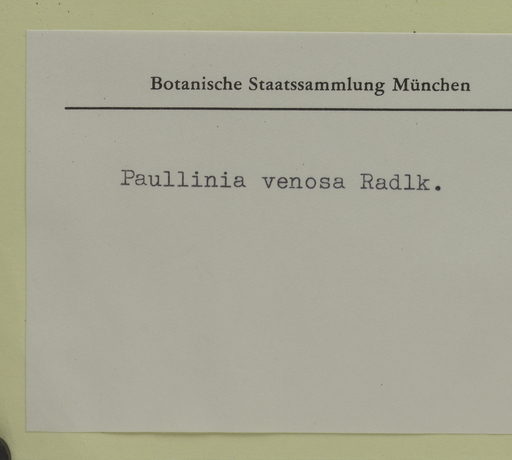 Botanische Staatssammlung München
Paullinia venosa Radlk.